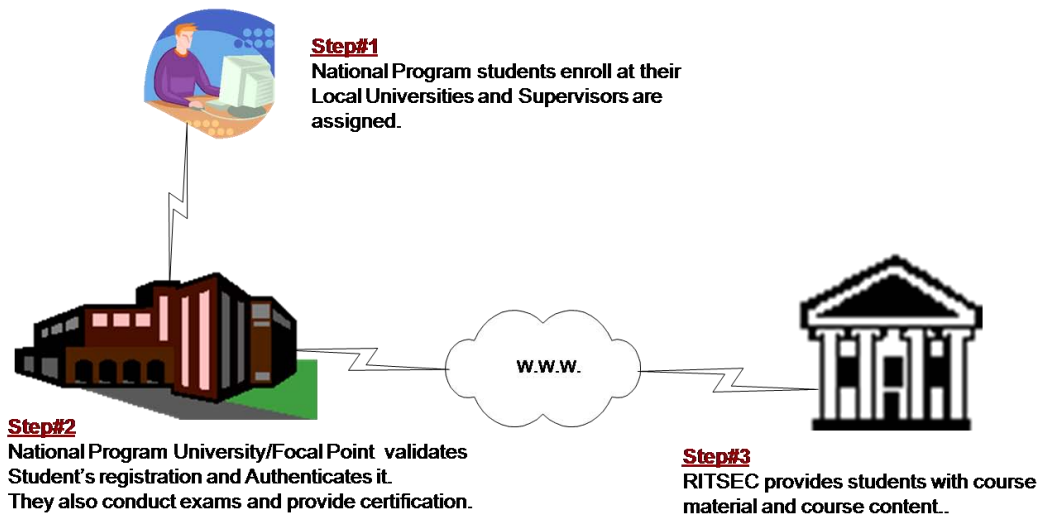 Step#1
National Program students enroll at their
Local Universities and Supervisors are
assigned.
W.W.W.
Step#2
National Program University/Focal Point validates
Student's registration and Authenticates it.
They also conduct exams and provide certification.
Step#3
RITSEC provides students with course
material and course content..